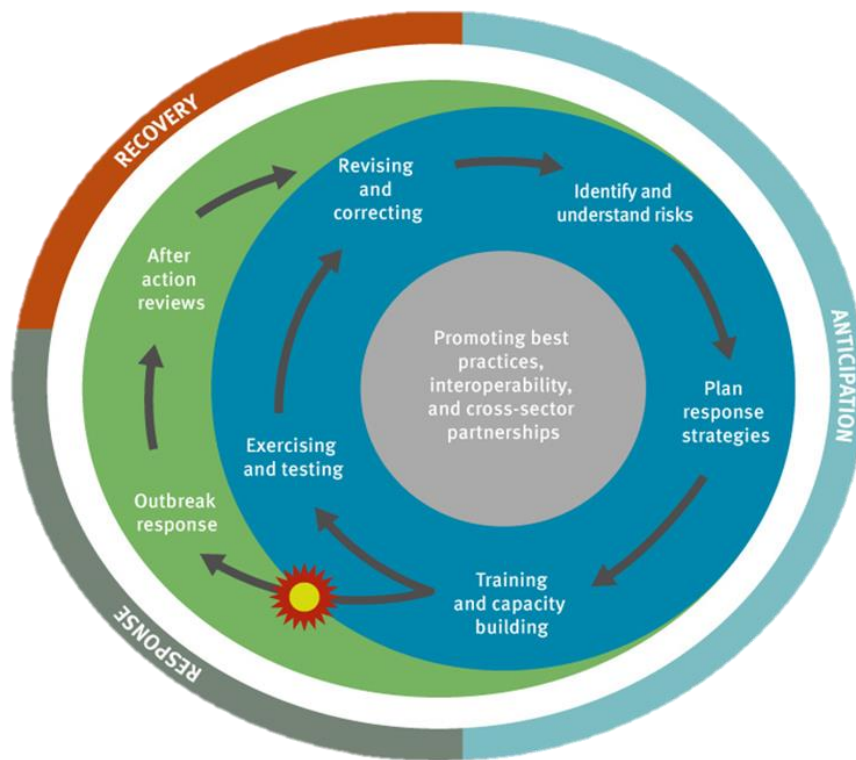 RECOVERY
ANTICIPATION
RESPONSE
Revising
and
correcting
Identify and
understand risks
Plan
response
strategies
Training
and capacity
building
Exercising
and testing
Outbreak
response
After
action
reviews
Promoting best
practices,
interoperability,
and cross-sector
partnerships